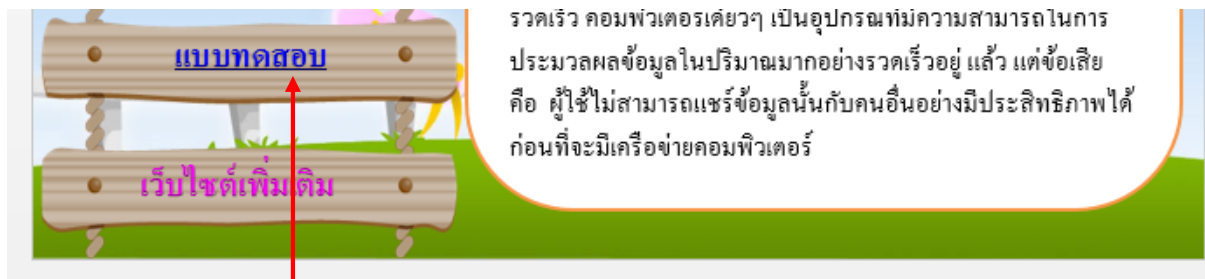 แบบทดสอบ
เว็บไซต์เพิ่มเติม
รวดเร็ว คอมพิวเตอร์เดี่ยวๆ เป็นอุปกรณ์ที่มีความสามารถในการ
ประมวลผลข้อมูลในปริมาณมากอย่างรวดเร็วอยู่ แล้ว แต่ข้อเสีย
คือ ผู้ใช้ไม่สามารถแชร์ข้อมูลนั้นกับคนอื่นอย่างมีประสิทธิภาพได้
ก่อนที่จะมีเครือข่ายคอมพิวเตอร์